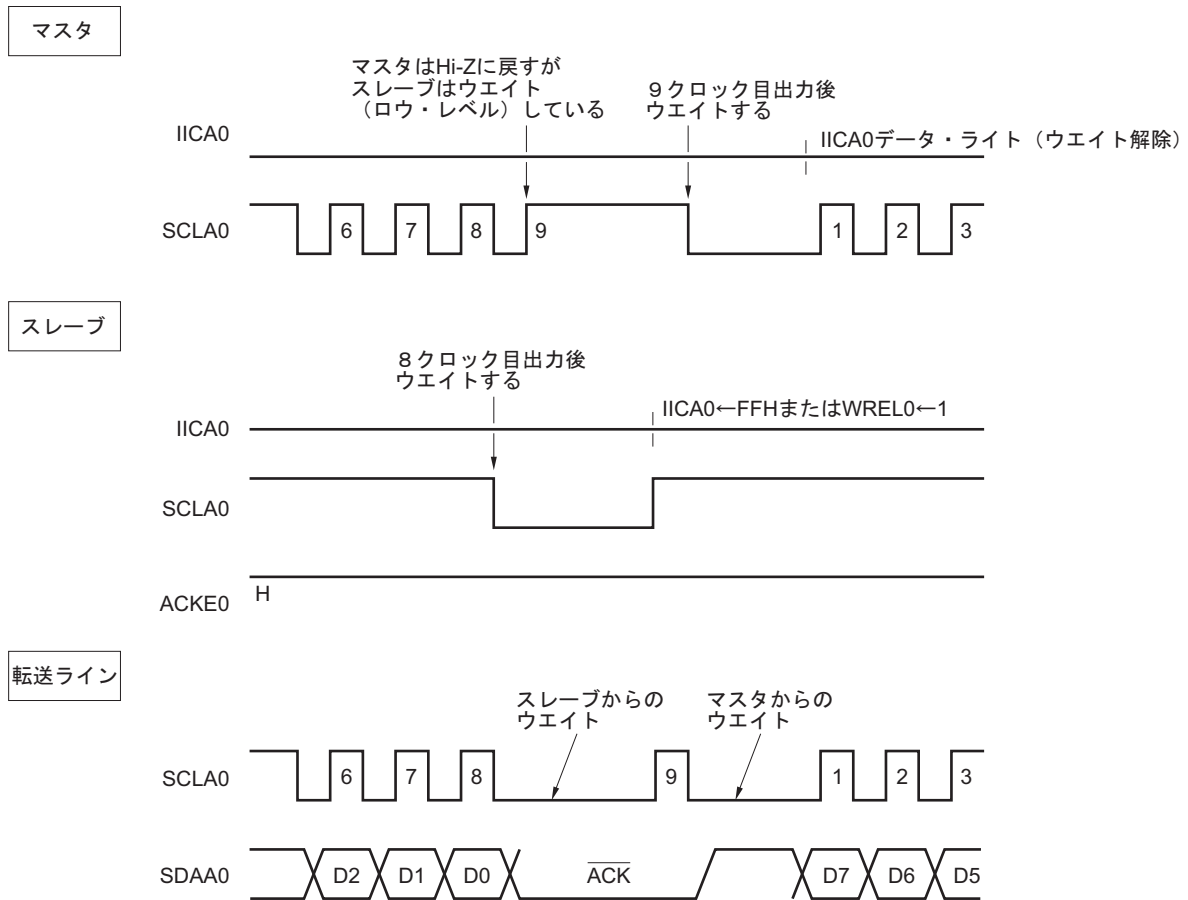 マスタ
マスタはHi-Zに戻すが
スレーブはウエイト
（ロウ・レベル）している
９クロック目出力後
ウエイトする
IICA0
IICA0データ・ライト（ウエイト解除）
SCLA0
6
7
8
9
1
2
3
スレーブ
８クロック目出力後
ウエイトする
IICA0
IICA0←FFHまたはWREL0←1
SCLA0
ACKE0
H
転送ライン
スレーブからの
ウエイト
マスタからの
ウエイト
SCLA0
6
7
8
9
1
2
3
SDAA0
D2
D1
D0
ACK
D7
D6
D5